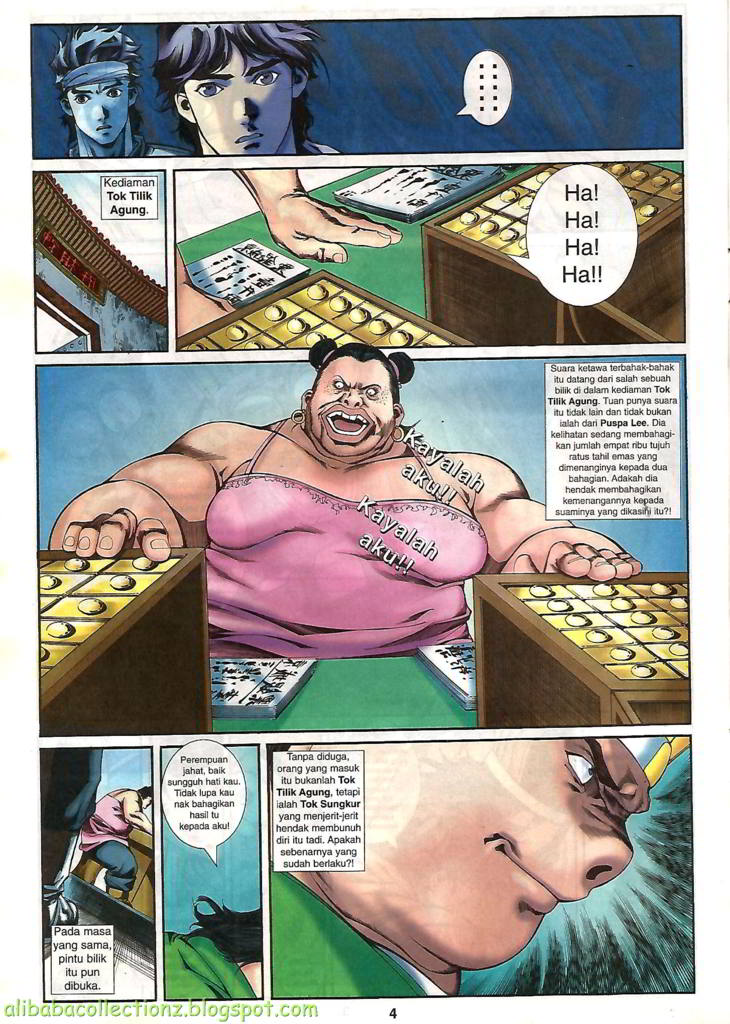 Kediaman
Tok Tilik
Agung.
Ha!
Ha!
Ha!
Ha!!
Suara ketawa terbahak-bahak
itu datang dari salah sebuah
bilik di dalam kediaman Tok
Tilik Agung. Tuan punya suara
itu tidak lain dan tidak bukan
ialah dari Puspa Lee. Dia
kelihatan sedang membahagi-
kan jumlah empat ribu tujuh
ratus tahil emas yang
dimenanginya kepada dua
bahagian. Adakah dia
hendak membahagikan
kemenangannya kepada
suaminya yang dikasihi itu?!
Kayalah
aku!!
Kayalah
aku!!
Pada masa
yang sama,
pintu bilik
itu pun
dibuka.
Perempuan
jahat, baik
sungguh hati kau.
Tidak lupa kau
nak bahagikan
hasil tu
kepada aku!
Tanpa diduga,
orang yang masuk
itu bukanlah Tok
Tilik Agung, tetapi
ialah Tok Sungkur
yang menjerit-jerit
hendak membunuh
diri itu tadi. Apakah
sebenarnya yang
sudah berlaku?!
alibabacollectionz.blogspot.com
4